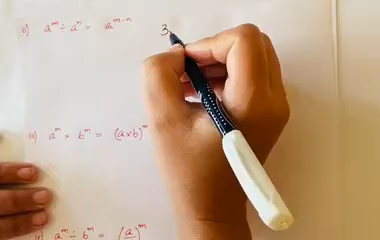 ii) aᵐ ÷ aⁿ = aᵐ⁻ⁿ 3
iii) aᵐ × bᵐ = (a×b)ᵐ
aᵐ ÷ bᵐ = (a/b)ᵐ